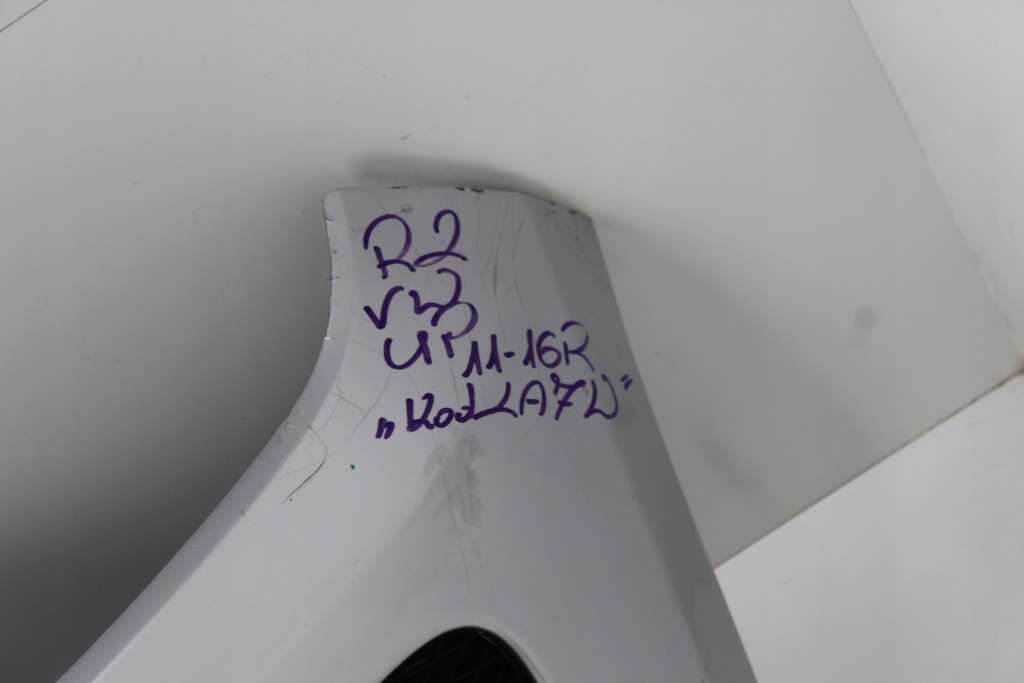 R2
VW
UP 11-16R
„Kod LA7W"